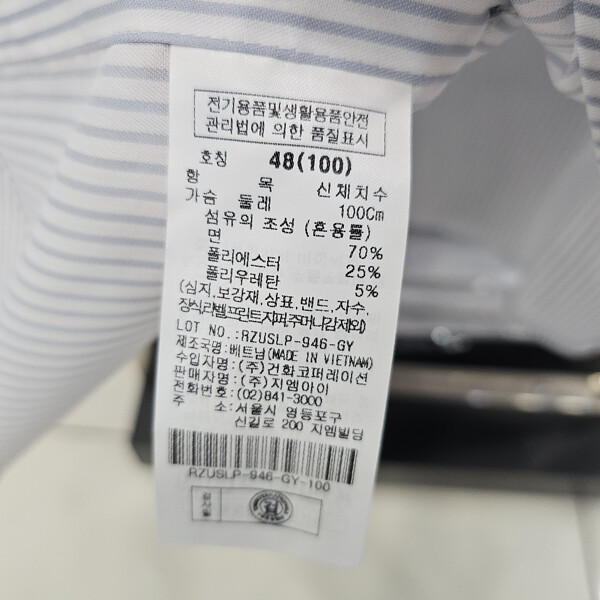 전기용품및생활용품안전
관리법에 의한 품질표시
호칭 48(100)
항 목 신체치수
가슴 둘레 100Cm
섬유의 조성 (혼용률)
면 70%
폴리에스터 25%
폴리우레탄 5%
(심지,보강재,상표,밴드,자수,
장식,라벨프린트,지퍼,주머니감제외)
LOT NO.:RZUSLP-946-GY
제조국명:베트남(MADE IN VIETNAM)
수입자명:(주)건화코퍼레이션
판매자명:(주)지엠아이
전화번호:(02)841-3000
주 소:서울시 영등포구
신길로 200 지엠빌딩
RZUSLP-946-GY-100